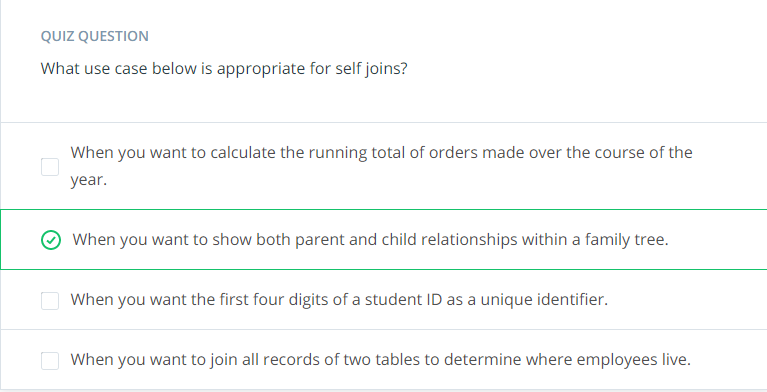 QUIZ QUESTION
What use case below is appropriate for self joins?
When you want to calculate the running total of orders made over the course of the
year.
When you want to show both parent and child relationships within a family tree.
When you want the first four digits of a student ID as a unique identifier.
When you want to join all records of two tables to determine where employees live.